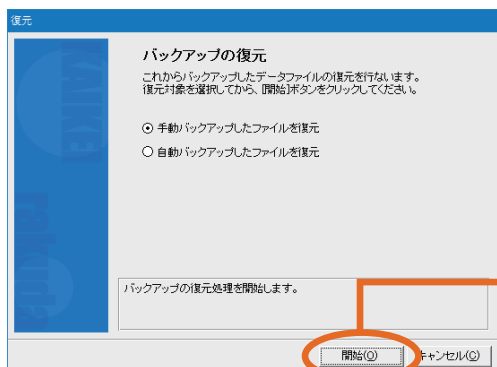 復元
バックアップの復元
これからバックアップしたデータファイルの復元を行ないます。
復元対象を選択してから、[開始]ボタンをクリックしてください。
手動バックアップしたファイルを復元
自動バックアップしたファイルを復元
KAIKEI
rakuda
バックアップの復元処理を開始します。
開始(O)
キャンセル(C)